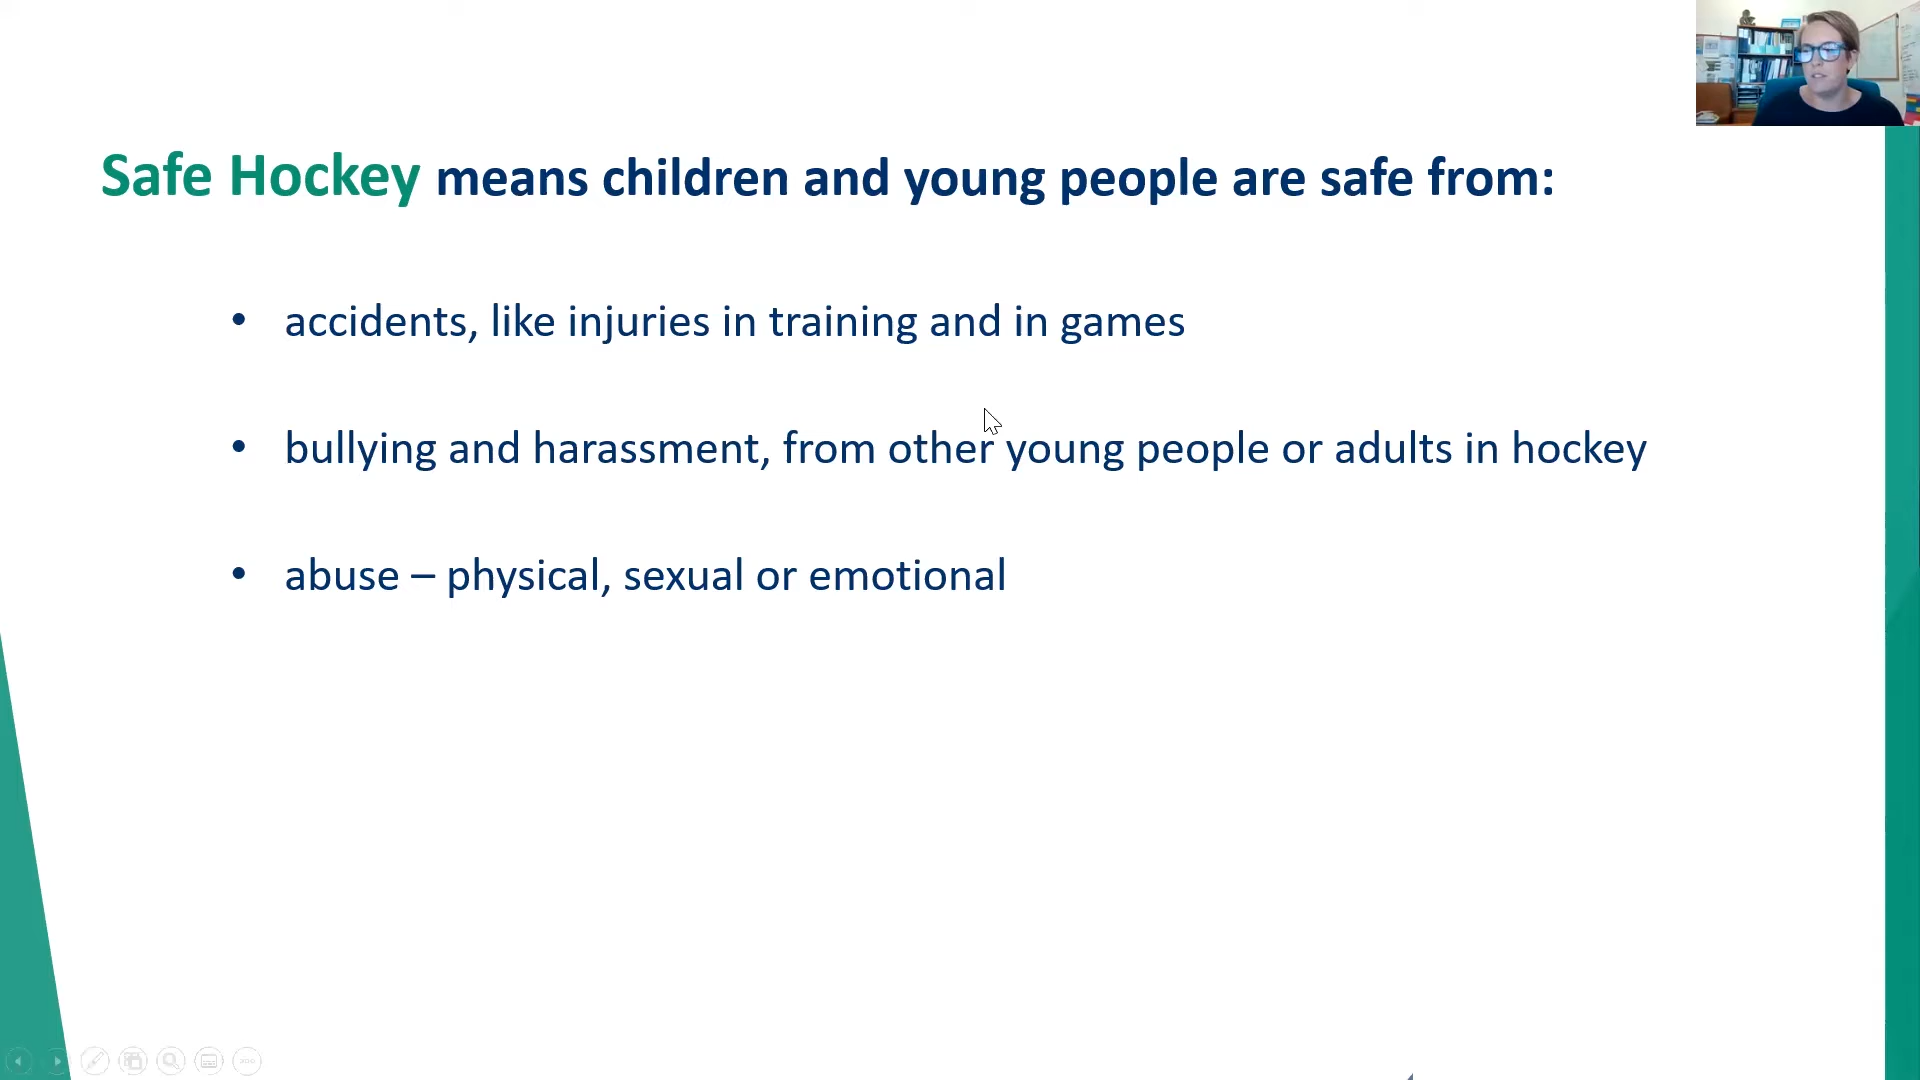 Safe Hockey means children and young people are safe from:
• accidents, like injuries in training and in games
• bullying and harassment, from other young people or adults in hockey
• abuse – physical, sexual or emotional